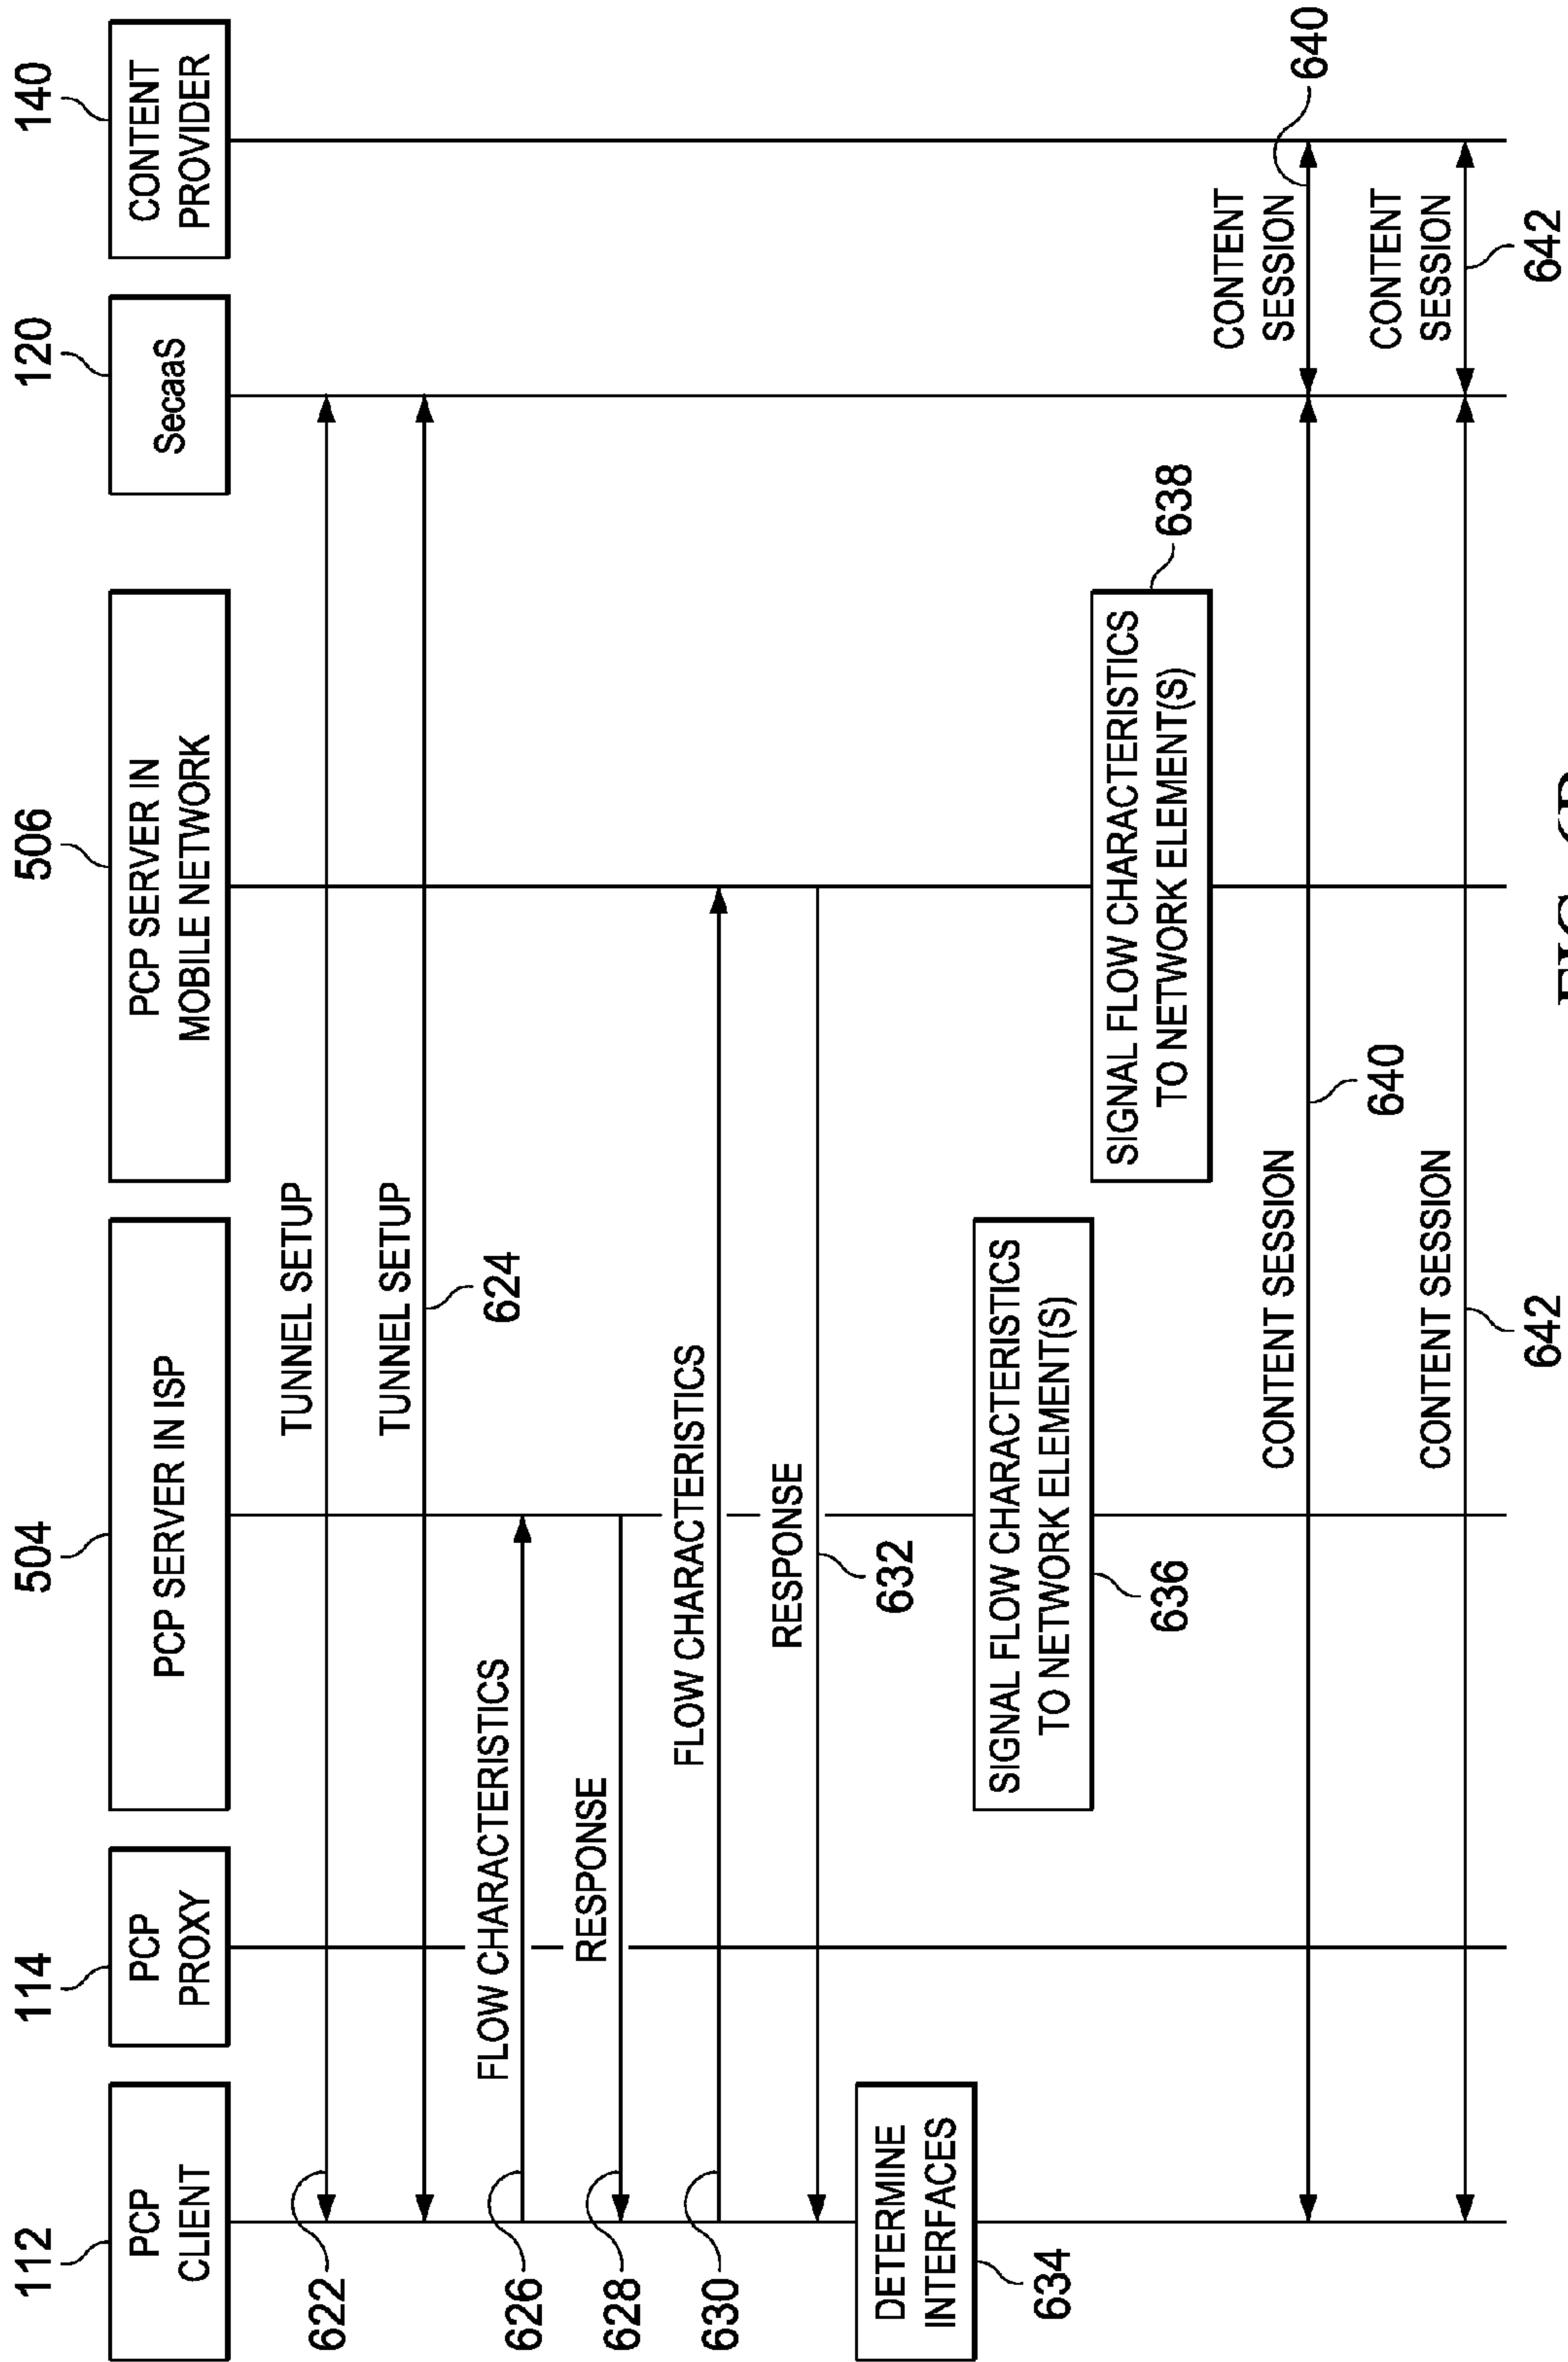 112
114
504
506
120
140
PCP
CLIENT
PCP
PROXY
PCP SERVER IN ISP
PCP SERVER IN
MOBILE NETWORK
SecaaS
CONTENT
PROVIDER
622
TUNNEL SETUP
TUNNEL SETUP
624
626
FLOW CHARACTERISTICS
628
RESPONSE
630
FLOW CHARACTERISTICS
RESPONSE
632
DETERMINE
INTERFACES
634
SIGNAL FLOW CHARACTERISTICS
TO NETWORK ELEMENT(S)
636
SIGNAL FLOW CHARACTERISTICS
TO NETWORK ELEMENT(S)
638
CONTENT SESSION
640
CONTENT
SESSION
640
CONTENT SESSION
642
CONTENT
SESSION
642
FIG.